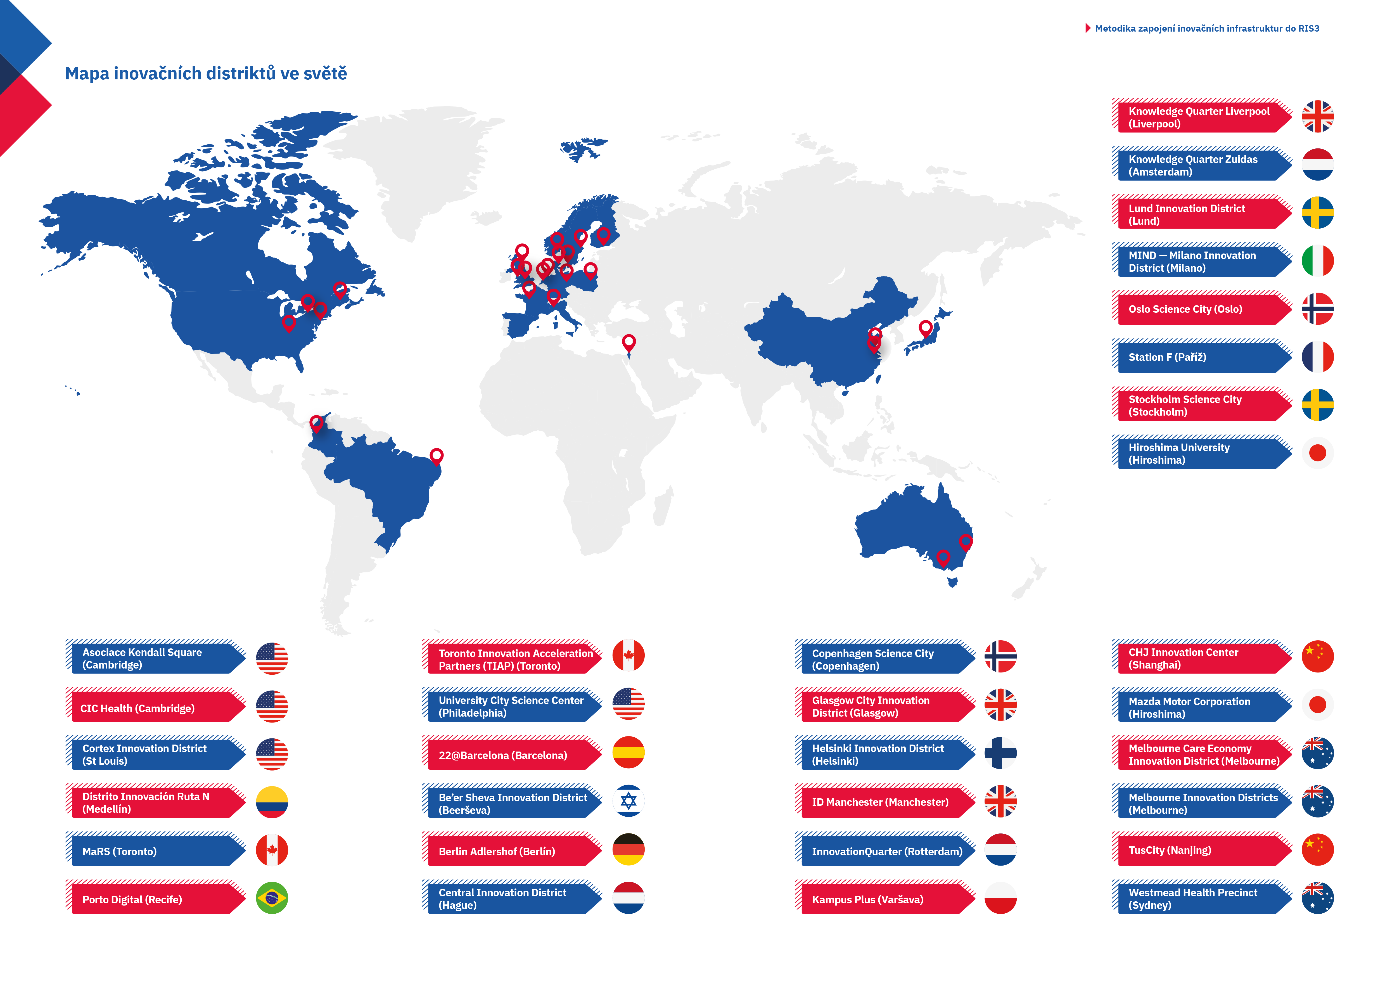 Metodika zapojení inovačních infrastruktur do RIS3
Mapa inovačních distriktů ve světě
Knowledge Quarter Liverpool
(Liverpool)
Knowledge Quarter Zuidas
(Amsterdam)
Lund Innovation District
(Lund)
MIND — Milano Innovation
District (Milano)
Oslo Science City (Oslo)
Station F (Paříž)
Stockholm Science City
(Stockholm)
Hiroshima University
(Hiroshima)
Asociace Kendall Square
(Cambridge)
CIC Health (Cambridge)
Cortex Innovation District
(St Louis)
Distrito Innovación Ruta N
(Medellín)
MaRS (Toronto)
Porto Digital (Recife)
Toronto Innovation Acceleration
Partners (TIAP) (Toronto)
University City Science Center
(Philadelphia)
22@Barcelona (Barcelona)
Be'er Sheva Innovation District
(Beerševa)
Berlin Adlershof (Berlín)
Central Innovation District
(Hague)
Copenhagen Science City
(Copenhagen)
Glasgow City Innovation
District (Glasgow)
Helsinki Innovation District
(Helsinki)
ID Manchester (Manchester)
InnovationQuarter (Rotterdam)
Kampus Plus (Varšava)
CHJ Innovation Center
(Shanghai)
Mazda Motor Corporation
(Hiroshima)
Melbourne Care Economy
Innovation District (Melbourne)
Melbourne Innovation Districts
(Melbourne)
TusCity (Nanjing)
Westmead Health Precinct
(Sydney)